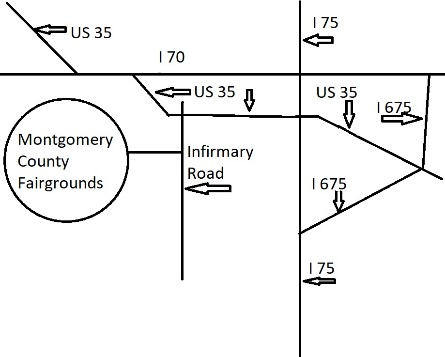 I 75
US 35
I 70
US 35
US 35
I 675
Montgomery
County
Fairgrounds
Infirmary
Road
I 675
I 75